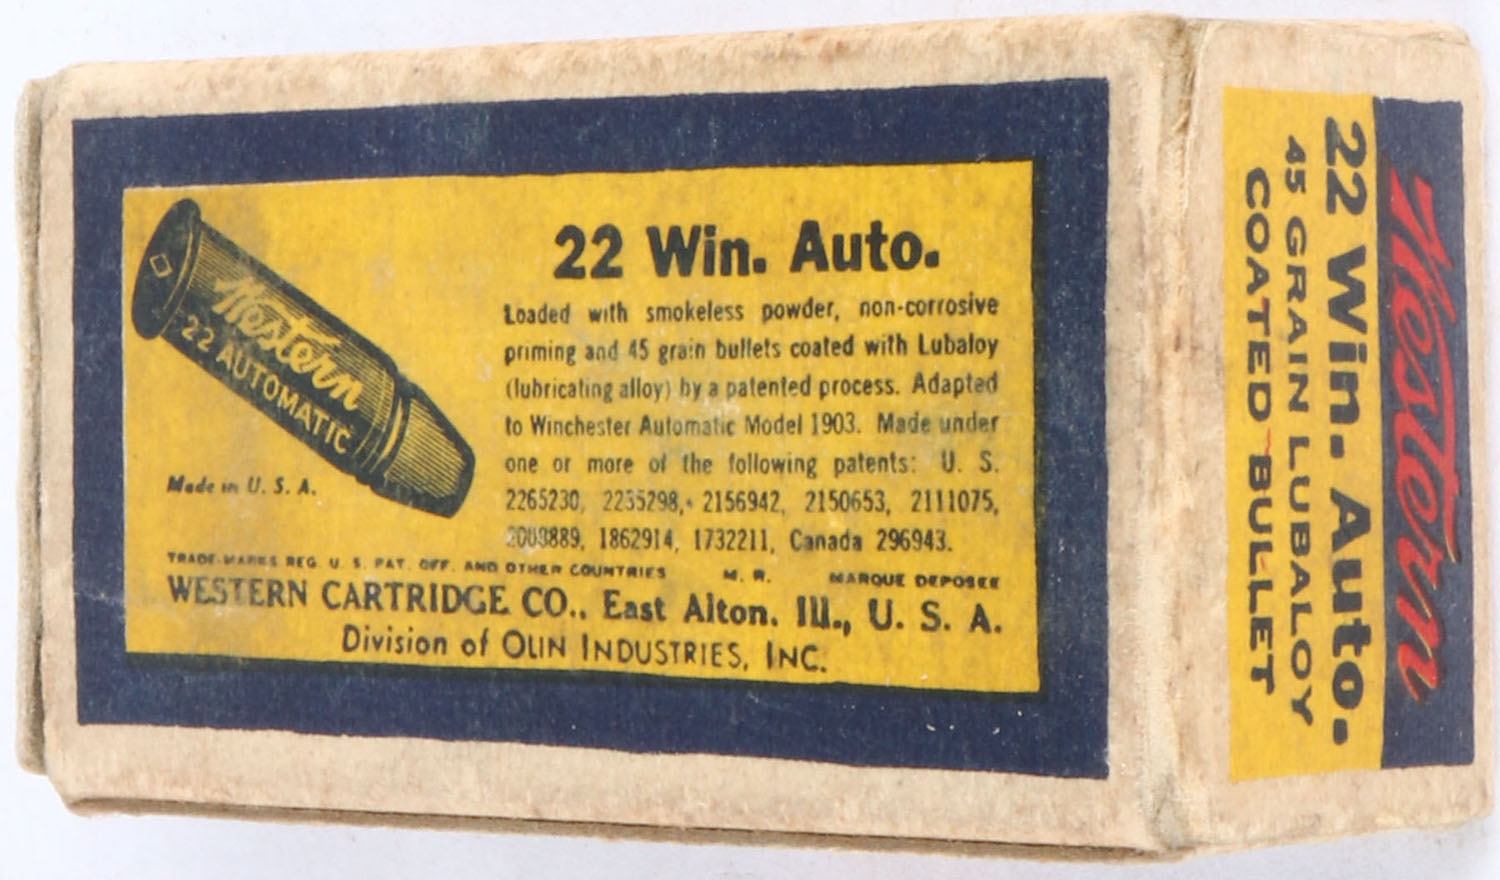 Western
22 AUTOMATIC
Made in U. S. A.
22 Win. Auto.
Loaded with smokeless powder, non-corrosive
priming and 45 grain bullets coated with Lubaloy
(lubricating alloy) by a patented process. Adapted
to Winchester Automatic Model 1903. Made under
one or more of the following patents: U. S.
2265230, 2235298, 2156942, 2150653, 2111075,
1862914, 1732211, Canada 296943.
TRADE-MARKS REG. U. S. PAT. OFF. AND OTHER COUNTRIES M. R. MARQUE DEPOSEE
WESTERN CARTRIDGE CO., East Alton, Ill., U. S. A.
Division of OLIN INDUSTRIES, INC.
Western
22 Win. Auto.
45 GRAIN LUBALOY
COATED BULLET